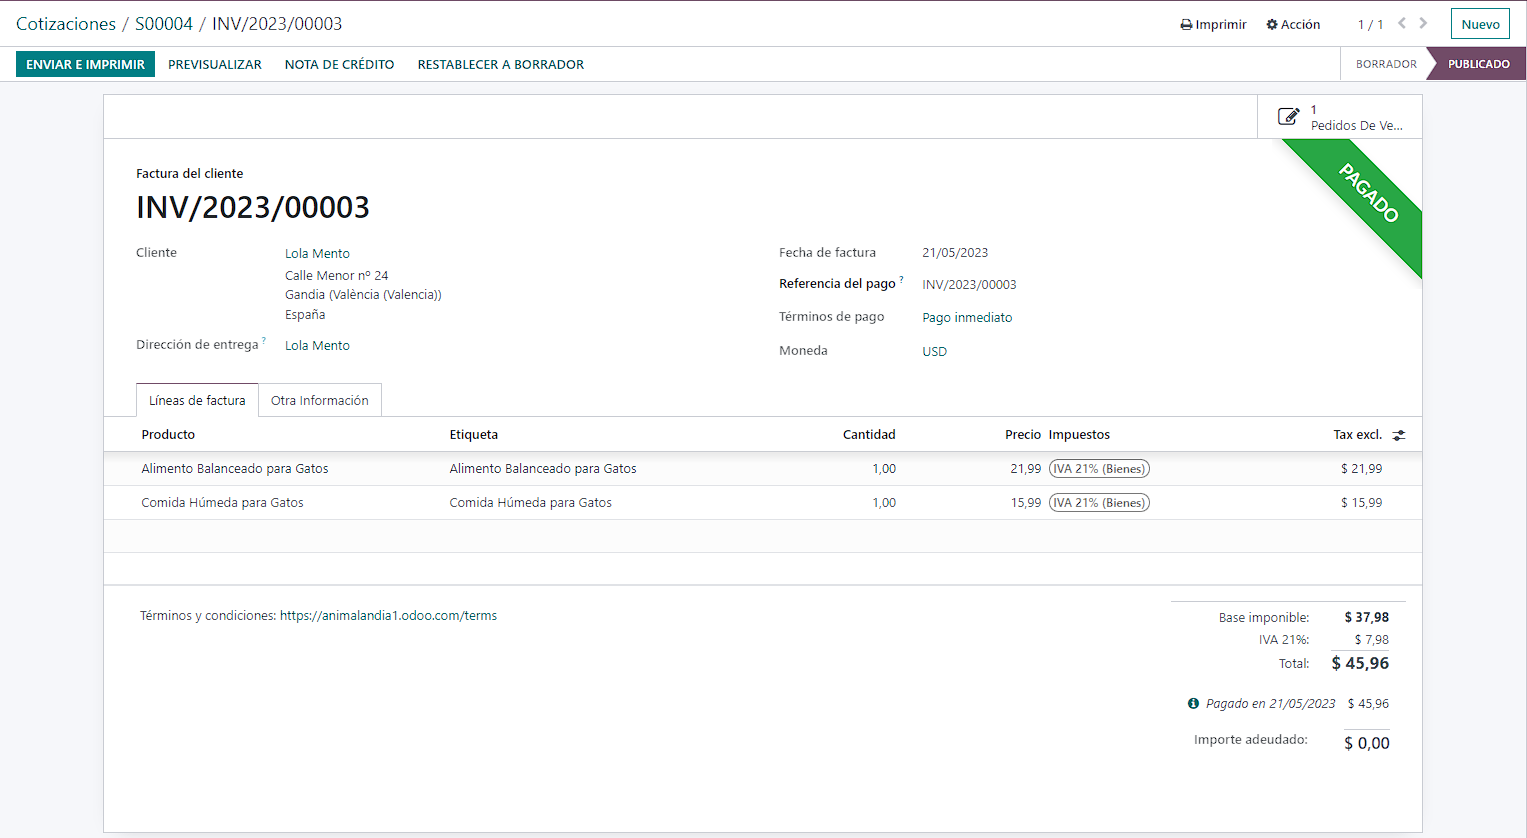 Cotizaciones / S00004 / INV/2023/00003
Imprimir Acción 1 / 1 Nuevo
ENVIAR E IMPRIMIR PREVISUALIZAR NOTA DE CRÉDITO RESTABLECER A BORRADOR BORRADOR PUBLICADO
1
Pedidos De Ve...
PAGADO
Factura del cliente
INV/2023/00003
Cliente Lola Mento
Calle Menor nº 24
Gandia (València (Valencia))
España
Dirección de entrega ? Lola Mento
Fecha de factura 21/05/2023
Referencia del pago ? INV/2023/00003
Términos de pago Pago inmediato
Moneda USD
Líneas de factura Otra Información
Producto Etiqueta Cantidad Precio Impuestos Tax excl.
Alimento Balanceado para Gatos Alimento Balanceado para Gatos 1,00 21,99 IVA 21% (Bienes) $ 21,99
Comida Húmeda para Gatos Comida Húmeda para Gatos 1,00 15,99 IVA 21% (Bienes) $ 15,99
Términos y condiciones: https://animalandia1.odoo.com/terms
Base imponible: $ 37,98
IVA 21%: $ 7,98
Total: $ 45,96
Pagado en 21/05/2023 $ 45,96
Importe adeudado: $ 0,00